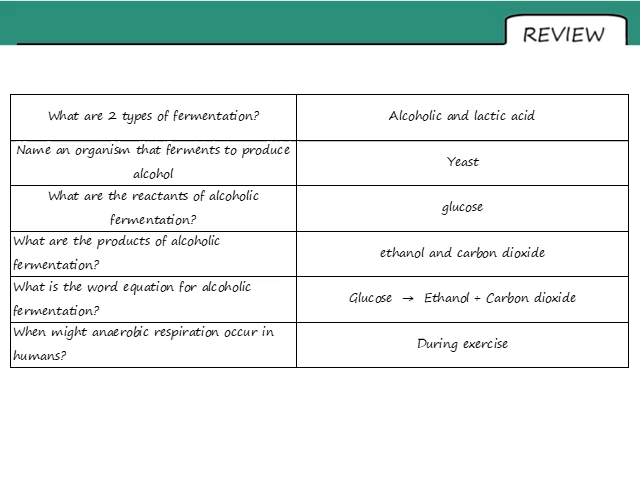 REVIEW
What are 2 types of fermentation?
Alcoholic and lactic acid
Name an organism that ferments to produce
alcohol
Yeast
What are the reactants of alcoholic
fermentation?
glucose
What are the products of alcoholic
fermentation?
ethanol and carbon dioxide
What is the word equation for alcoholic
fermentation?
Glucose → Ethanol + Carbon dioxide
When might anaerobic respiration occur in
humans?
During exercise